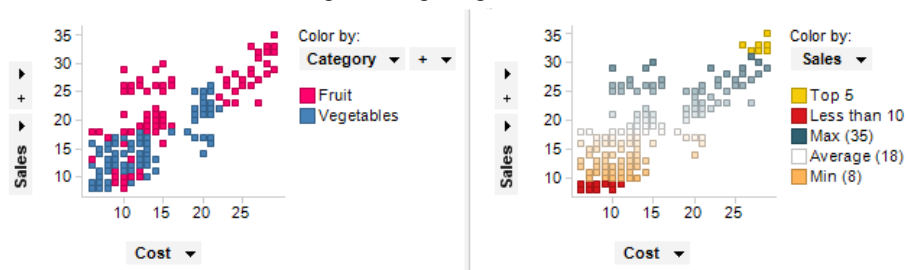 35
30
25
20
15
10
Sales
+
10 15 20 25
Cost
Color by:
Category +
Fruit
Vegetables
35
30
25
20
15
10
Sales
+
10 15 20 25
Cost
Color by:
Sales
Top 5
Less than 10
Max (35)
Average (18)
Min (8)